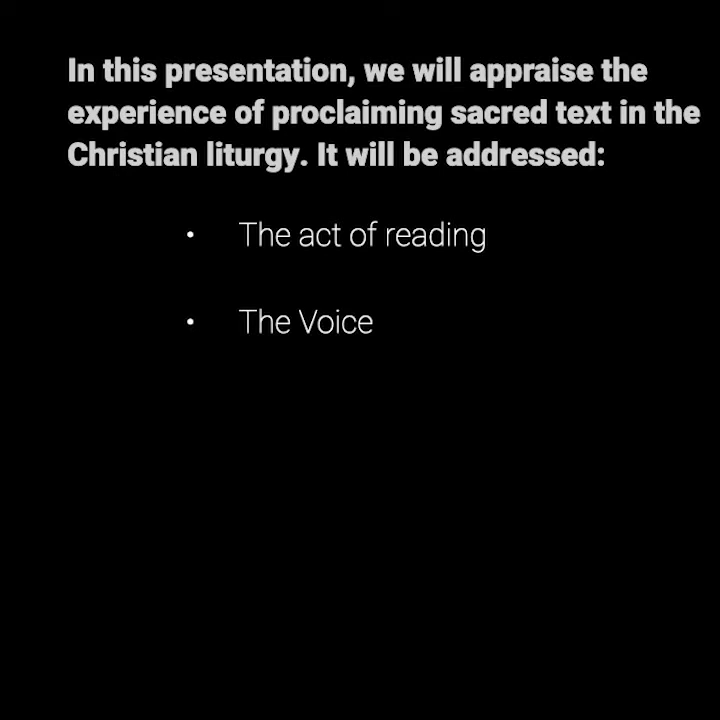 In this presentation, we will appraise the
experience of proclaiming sacred text in the
Christian liturgy. It will be addressed:
• The act of reading
• The Voice